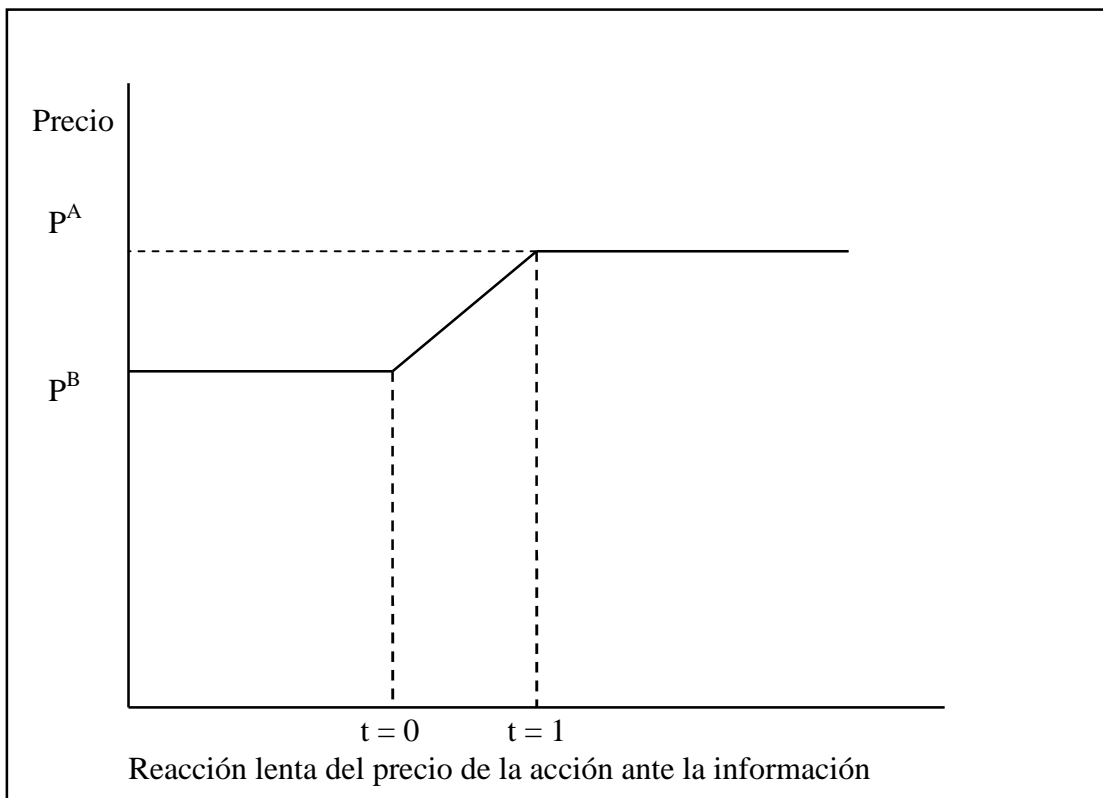 Precio
P^A
P^B
t = 0 t = 1
Reacción lenta del precio de la acción ante la información